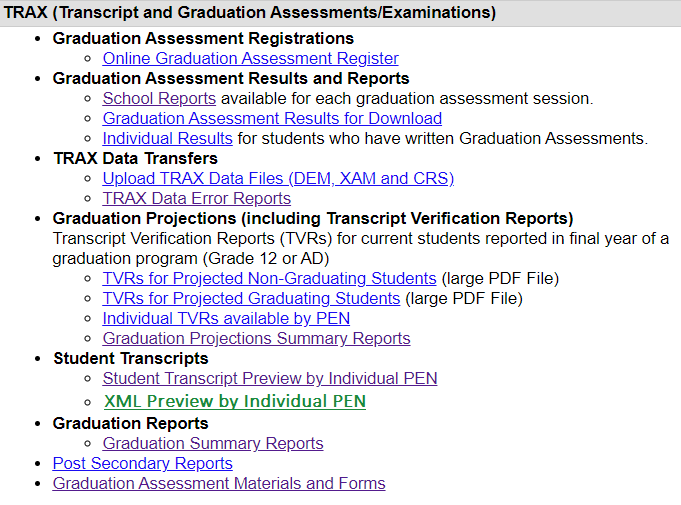 TRAX (Transcript and Graduation Assessments/Examinations)
Graduation Assessment Registrations
Online Graduation Assessment Register
Graduation Assessment Results and Reports
School Reports available for each graduation assessment session.
Graduation Assessment Results for Download
Individual Results for students who have written Graduation Assessments.
TRAX Data Transfers
Upload TRAX Data Files (DEM, XAM and CRS)
TRAX Data Error Reports
Graduation Projections (including Transcript Verification Reports)
Transcript Verification Reports (TVRs) for current students reported in final year of a
graduation program (Grade 12 or AD)
TVRs for Projected Non-Graduating Students (large PDF File)
TVRs for Projected Graduating Students (large PDF File)
Individual TVRs available by PEN
Graduation Projections Summary Reports
Student Transcripts
Student Transcript Preview by Individual PEN
XML Preview by Individual PEN
Graduation Reports
Graduation Summary Reports
Post Secondary Reports
Graduation Assessment Materials and Forms